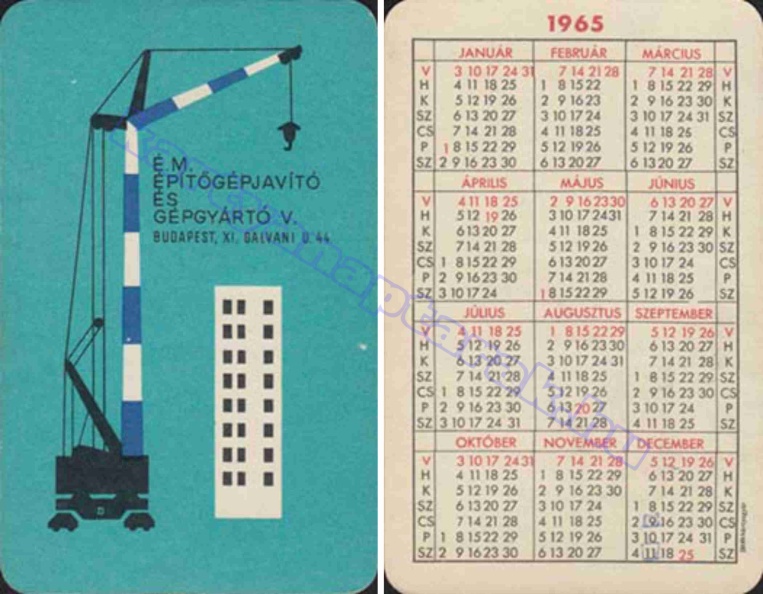 É.M.
ÉPÍTŐGÉPJAVÍTÓ
ÉS
GÉPGYÁRTÓ V.
BUDAPEST, XI. GALVANI U. 44.
1965
JANUÁR FEBRUÁR MÁRCIUS
V 3 10 17 24 31 7 14 21 28 7 14 21 28 V
H 4 11 18 25 1 8 15 22 1 8 15 22 29 H
K 5 12 19 26 2 9 16 23 2 9 16 23 30 K
SZ 6 13 20 27 3 10 17 24 3 10 17 24 31 SZ
CS 7 14 21 28 4 11 18 25 4 11 18 25 CS
P 1 8 15 22 29 5 12 19 26 5 12 19 26 P
SZ 2 9 16 23 30 6 13 20 27 6 13 20 27 SZ
ÁPRILIS MÁJUS JÚNIUS
V 4 11 18 25 2 9 16 23 30 6 13 20 27 V
H 5 12 19 26 3 10 17 24 31 7 14 21 28 H
K 6 13 20 27 4 11 18 25 1 8 15 22 29 K
SZ 7 14 21 28 5 12 19 26 2 9 16 23 30 SZ
CS 1 8 15 22 29 6 13 20 27 3 10 17 24 CS
P 2 9 16 23 30 7 14 21 28 4 11 18 25 P
SZ 3 10 17 24 1 8 15 22 29 5 12 19 26 SZ
JÚLIUS AUGUSZTUS SZEPTEMBER
V 4 11 18 25 1 8 15 22 29 5 12 19 26 V
H 5 12 19 26 2 9 16 23 30 6 13 20 27 H
K 6 13 20 27 3 10 17 24 31 7 14 21 28 K
SZ 7 14 21 28 4 11 18 25 1 8 15 22 29 SZ
CS 1 8 15 22 29 5 12 19 26 2 9 16 23 30 CS
P 2 9 16 23 30 6 13 20 27 3 10 17 24 P
SZ 3 10 17 24 31 7 14 21 28 4 11 18 25 SZ
OKTÓBER NOVEMBER DECEMBER
V 3 10 17 24 31 7 14 21 28 5 12 19 26 V
H 4 11 18 25 1 8 15 22 29 6 13 20 27 H
K 5 12 19 26 2 9 16 23 30 7 14 21 28 K
SZ 6 13 20 27 3 10 17 24 1 8 15 22 29 SZ
CS 7 14 21 28 4 11 18 25 2 9 16 23 30 CS
P 1 8 15 22 29 5 12 19 26 3 10 17 24 31 P
SZ 2 9 16 23 30 6 13 20 27 4 11 18 25 SZ